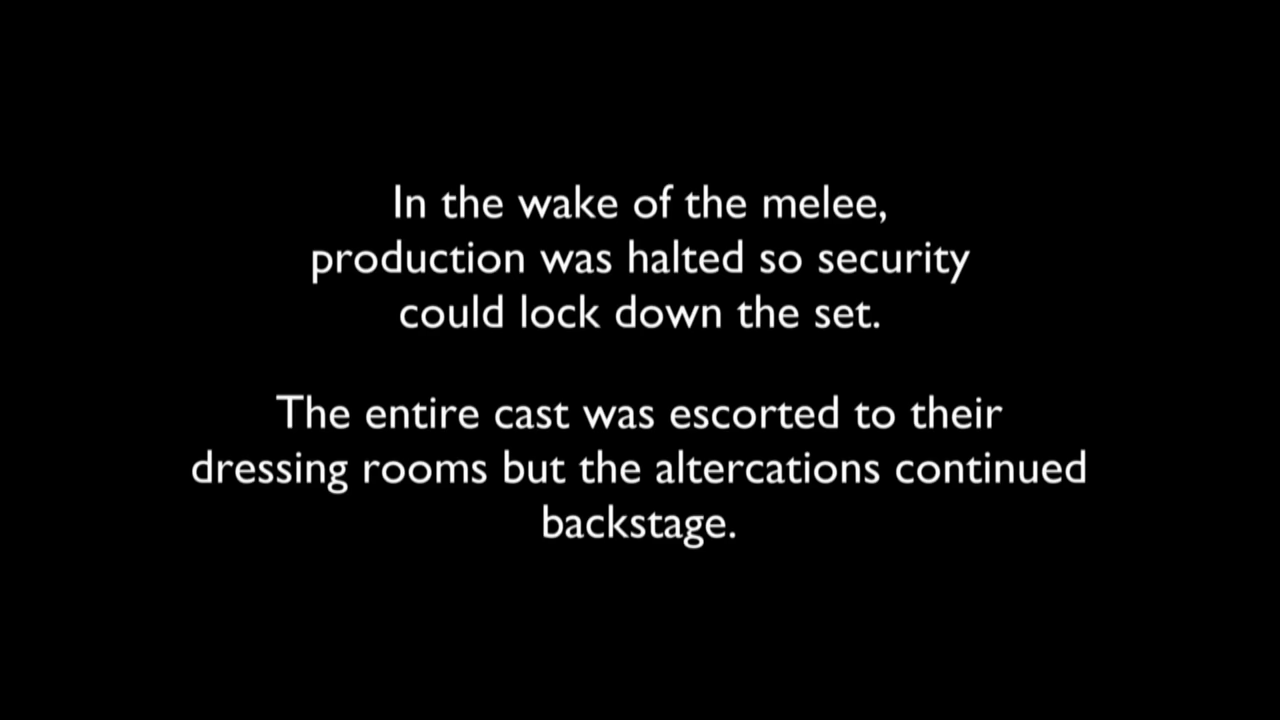 In the wake of the melee,
production was halted so security
could lock down the set.
The entire cast was escorted to their
dressing rooms but the altercations continued
backstage.